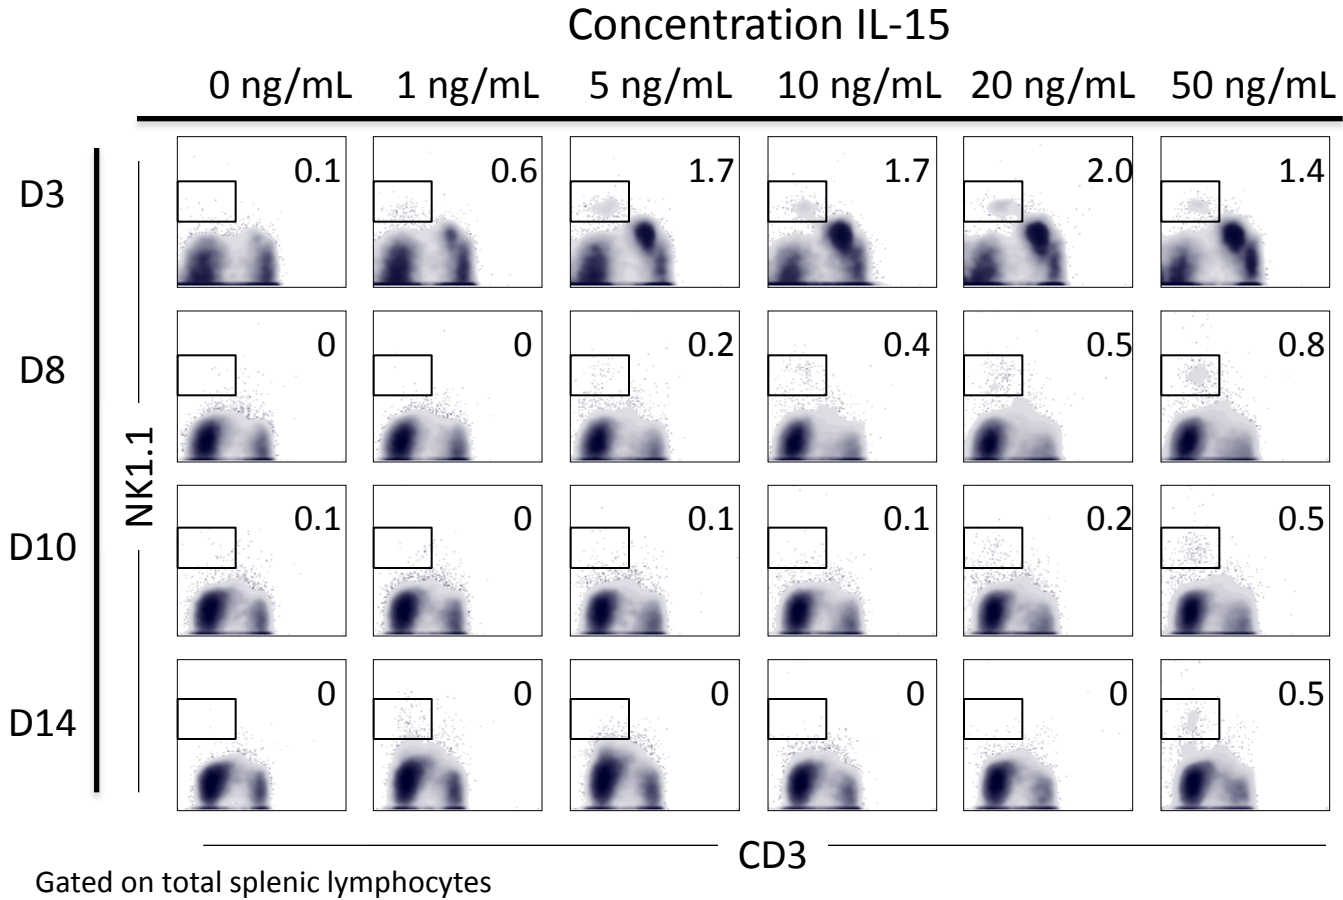 Concentration IL-15
0 ng/mL 1 ng/mL 5 ng/mL 10 ng/mL 20 ng/mL 50 ng/mL
D3 0.1 0.6 1.7 1.7 2.0 1.4
D8 0 0 0.2 0.4 0.5 0.8
NK1.1
D10 0.1 0 0.1 0.1 0.2 0.5
D14 0 0 0 0 0 0.5
CD3
Gated on total splenic lymphocytes